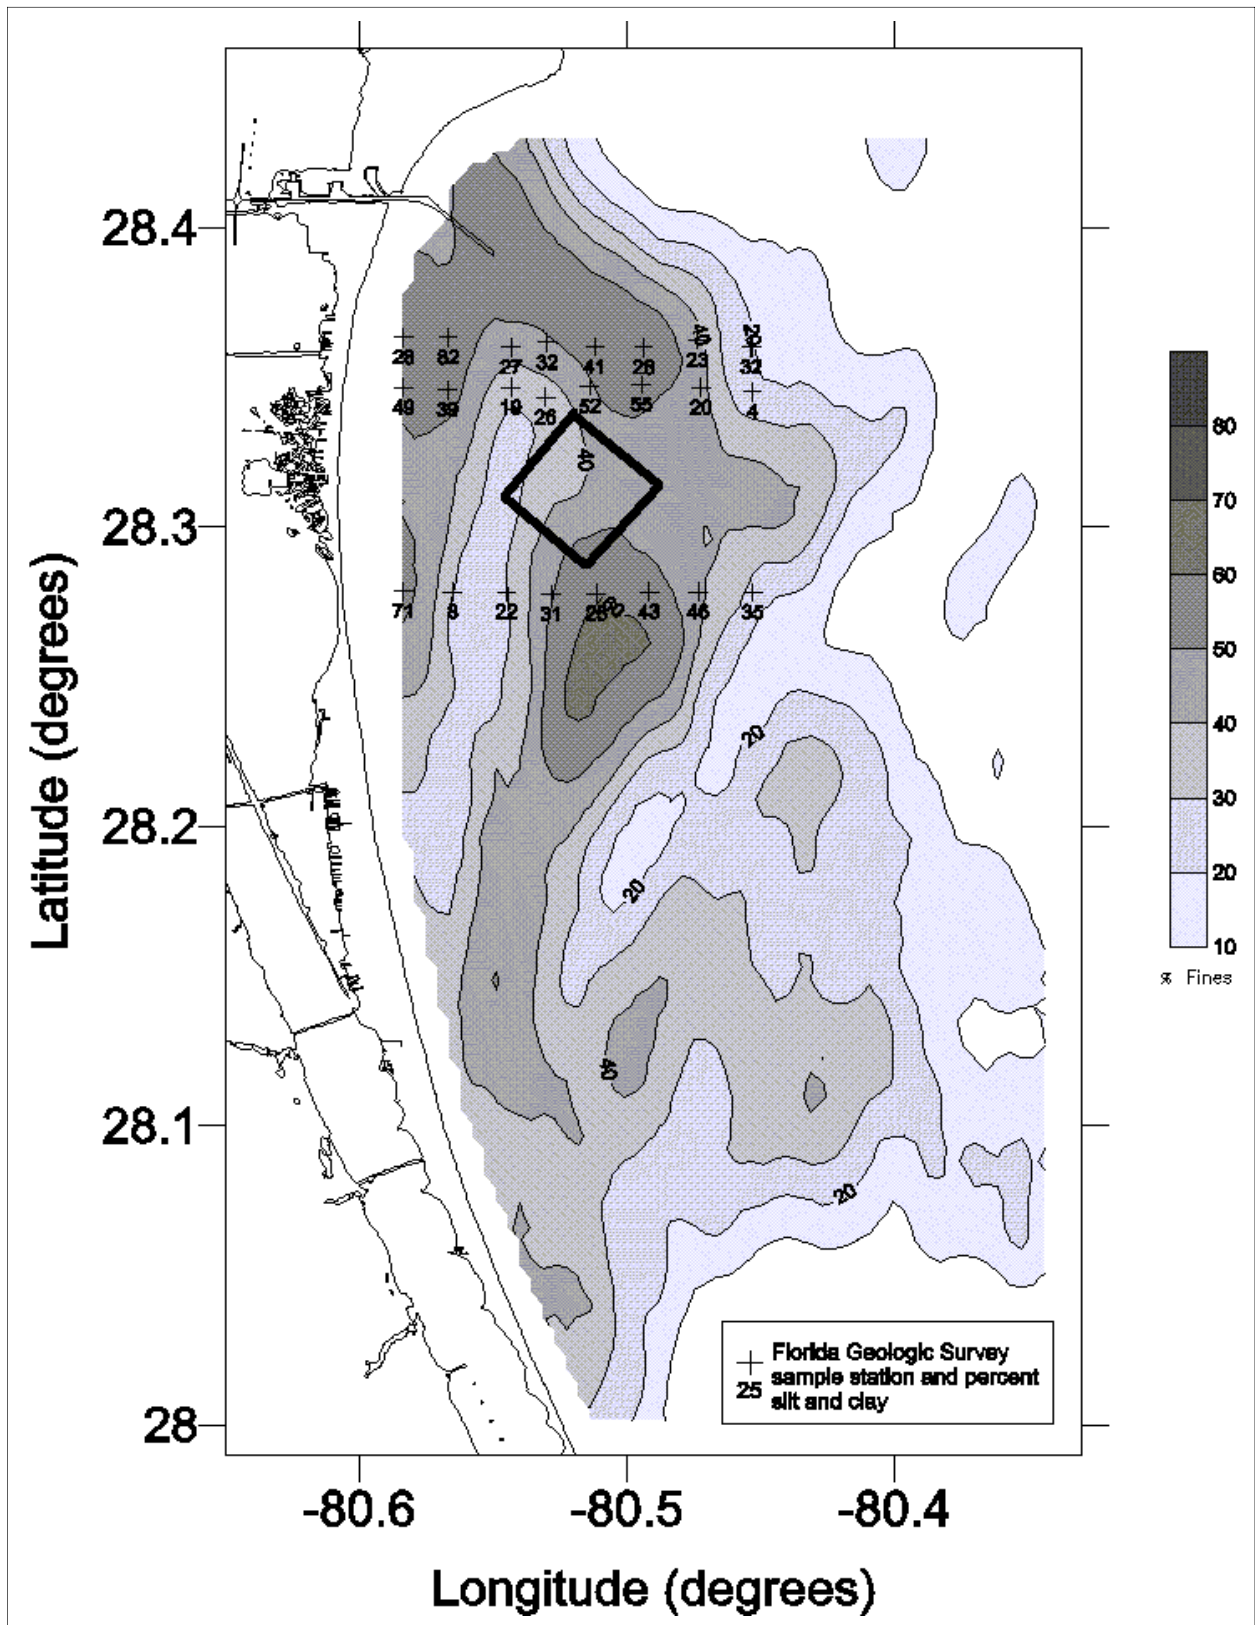 28.4
28.3
28.2
28.1
28
-80.6
-80.5
-80.4
Latitude (degrees)
Longitude (degrees)
40
20
28 82 27 32 41 28 23 32
49 39 19 26 52 55 20 4
40
71 8 22 31 25 43 46 35
20
20
40
20
80
70
60
50
40
30
20
10
% Fines
Florida Geologic Survey
sample station and percent
silt and clay
25